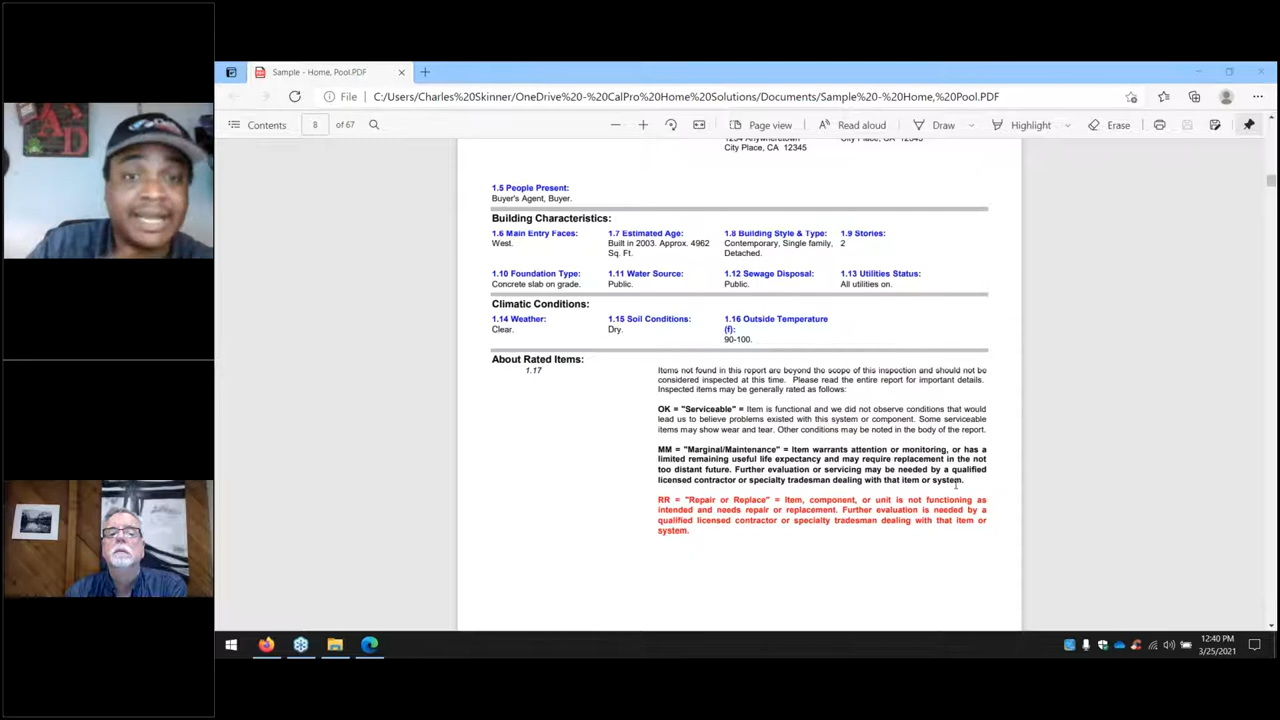 Sample - Home, Pool.PDF
File C:/Users/Charles%20Skinner/OneDrive%20-%20CalPro%20Home%20Solutions/Documents/Sample%20-%20Home,%20Pool.PDF
Contents 8 of 67 Page view Read aloud Draw Highlight Erase
City Place, CA 12345
1.5 People Present:
Buyer's Agent, Buyer.
Building Characteristics:
1.6 Main Entry Faces: 1.7 Estimated Age: 1.8 Building Style & Type: 1.9 Stories:
West. Built in 2003. Approx. 4962 Contemporary, Single family, 2
Sq. Ft. Detached.
1.10 Foundation Type: 1.11 Water Source: 1.12 Sewage Disposal: 1.13 Utilities Status:
Concrete slab on grade. Public. Public. All utilities on.
Climatic Conditions:
1.14 Weather: 1.15 Soil Conditions: 1.16 Outside Temperature
Clear. Dry. (f):
90-100.
About Rated Items:
1.17 Items not found in this report are beyond the scope of this inspection and should not be
considered inspected at this time. Please read the entire report for important details.
Inspected items may be generally rated as follows:
OK = "Serviceable" = Item is functional and we did not observe conditions that would
lead us to believe problems existed with this system or component. Some serviceable
items may show wear and tear. Other conditions may be noted in the body of the report.
MM = "Marginal/Maintenance" = Item warrants attention or monitoring, or has a
limited remaining useful life expectancy and may require replacement in the not
too distant future. Further evaluation or servicing may be needed by a qualified
licensed contractor or specialty tradesman dealing with that item or system.
RR = "Repair or Replace" = Item, component, or unit is not functioning as
intended and needs repair or replacement. Further evaluation is needed by a
qualified licensed contractor or specialty tradesman dealing with that item or
system.
12:40 PM
3/25/2021